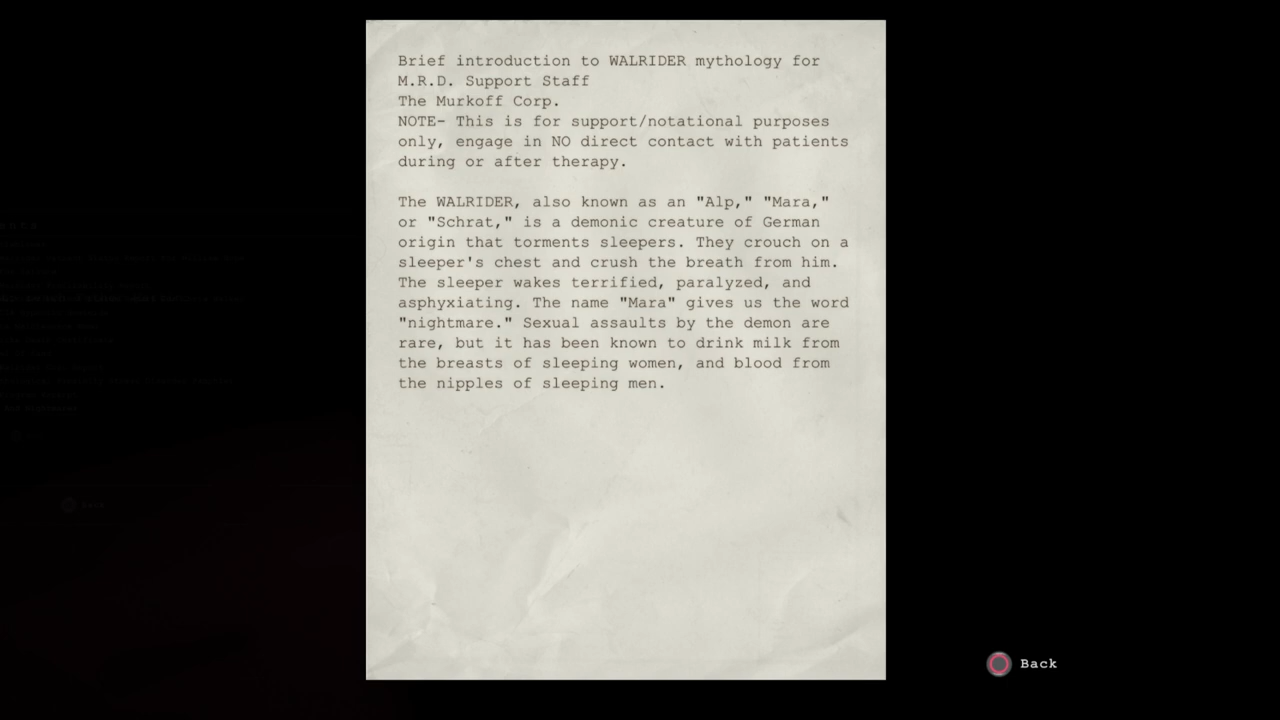 Brief introduction to WALRIDER mythology for
M.R.D. Support Staff
The Murkoff Corp.
NOTE- This is for support/notational purposes
only, engage in NO direct contact with patients
during or after therapy.
The WALRIDER, also known as an "Alp," "Mara,"
or "Schrat," is a demonic creature of German
origin that torments sleepers. They crouch on a
sleeper's chest and crush the breath from him.
The sleeper wakes terrified, paralyzed, and
asphyxiating. The name "Mara" gives us the word
"nightmare." Sexual assaults by the demon are
rare, but it has been known to drink milk from
the breasts of sleeping women, and blood from
the nipples of sleeping men.
Back